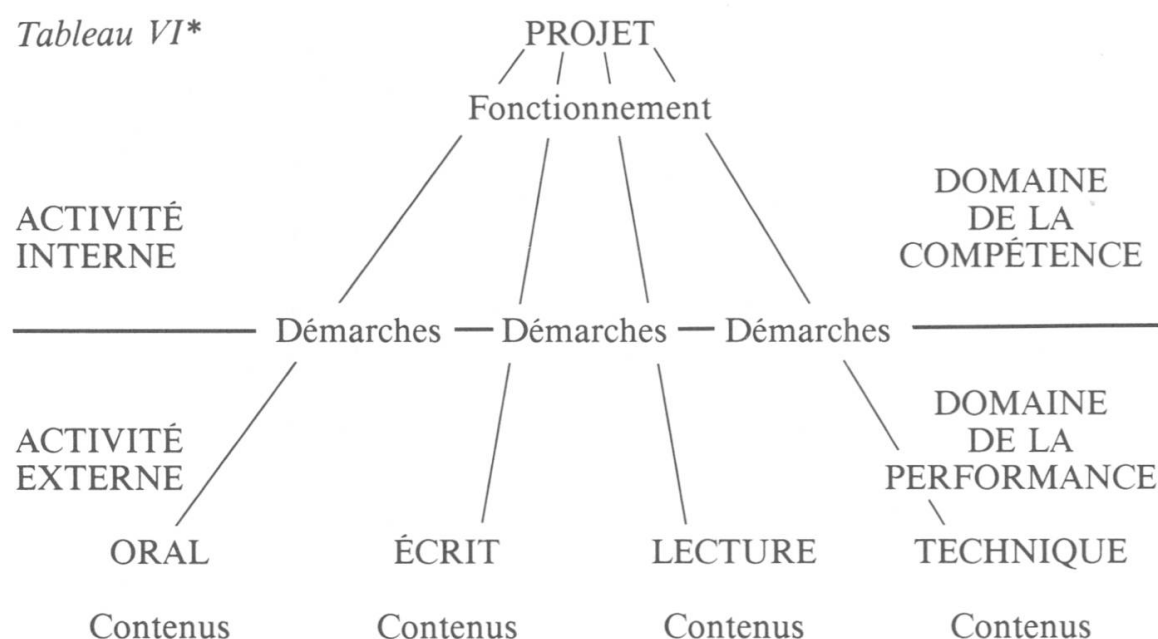 Tableau VI*
PROJET
Fonctionnement
ACTIVITÉ
INTERNE
DOMAINE
DE LA
COMPÉTENCE
Démarches — Démarches — Démarches
ACTIVITÉ
EXTERNE
DOMAINE
DE LA
PERFORMANCE
ORAL ÉCRIT LECTURE TECHNIQUE
Contenus Contenus Contenus Contenus